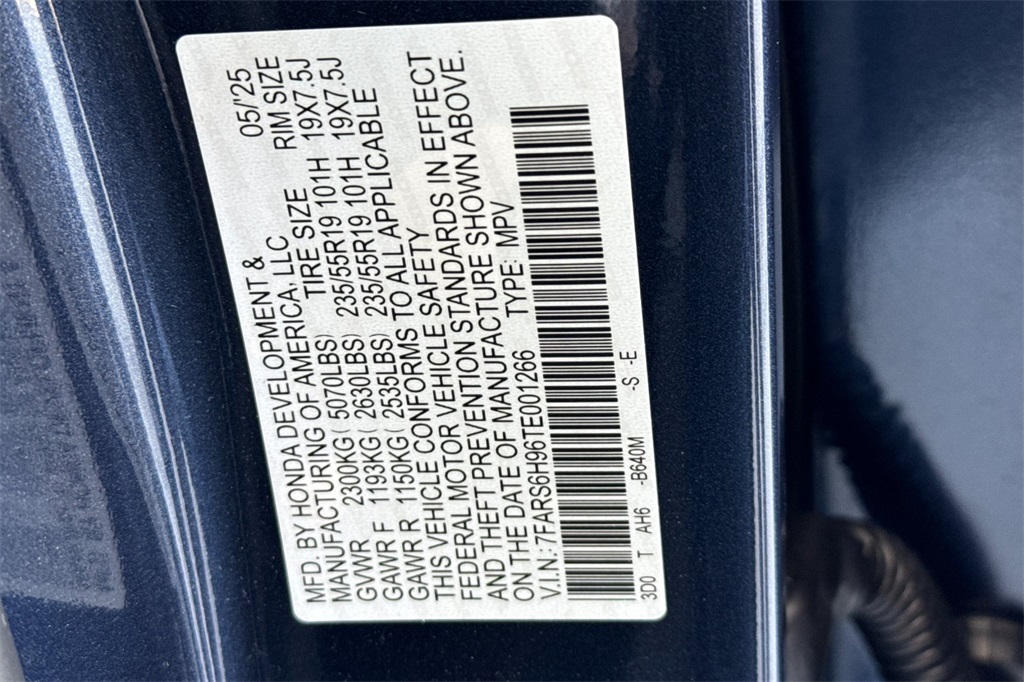 MFD. BY HONDA DEVELOPMENT & 05/'25
MANUFACTURING OF AMERICA, LLC RIM SIZE
GVWR 2300KG( 5070LBS) TIRE SIZE
GAWR F 1193KG( 2630LBS) 235/55R19 101H 19X7.5J
GAWR R 1150KG( 2535LBS) 235/55R19 101H 19X7.5J
THIS VEHICLE CONFORMS TO ALL APPLICABLE
FEDERAL MOTOR VEHICLE SAFETY
AND THEFT PREVENTION STANDARDS IN EFFECT
ON THE DATE OF MANUFACTURE SHOWN ABOVE.
V.I.N.: 7FARS6H96TE001266 TYPE: MPV
3D0 T AH6 -B640M -S -E